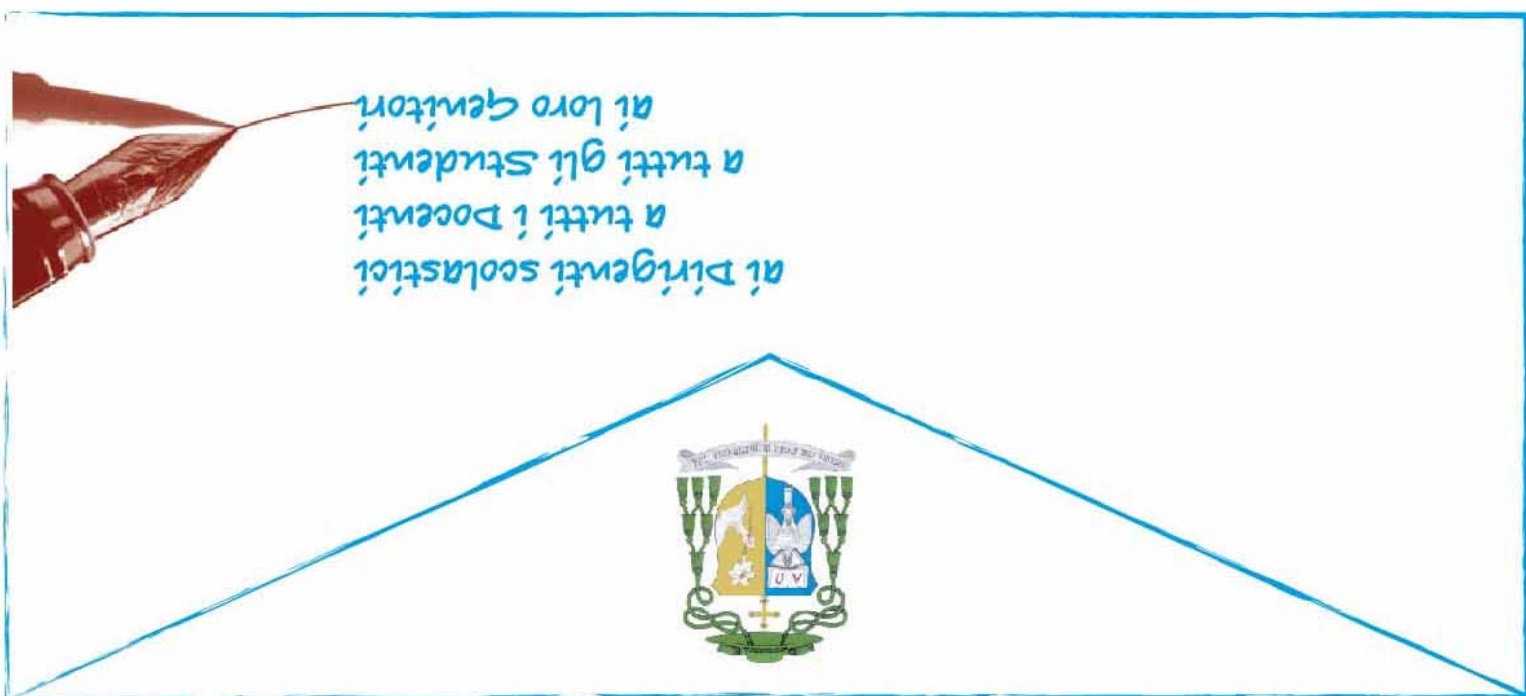 ai Dirigenti scolastici
a tutti i Docenti
a tutti gli Studenti
ai loro Genitori